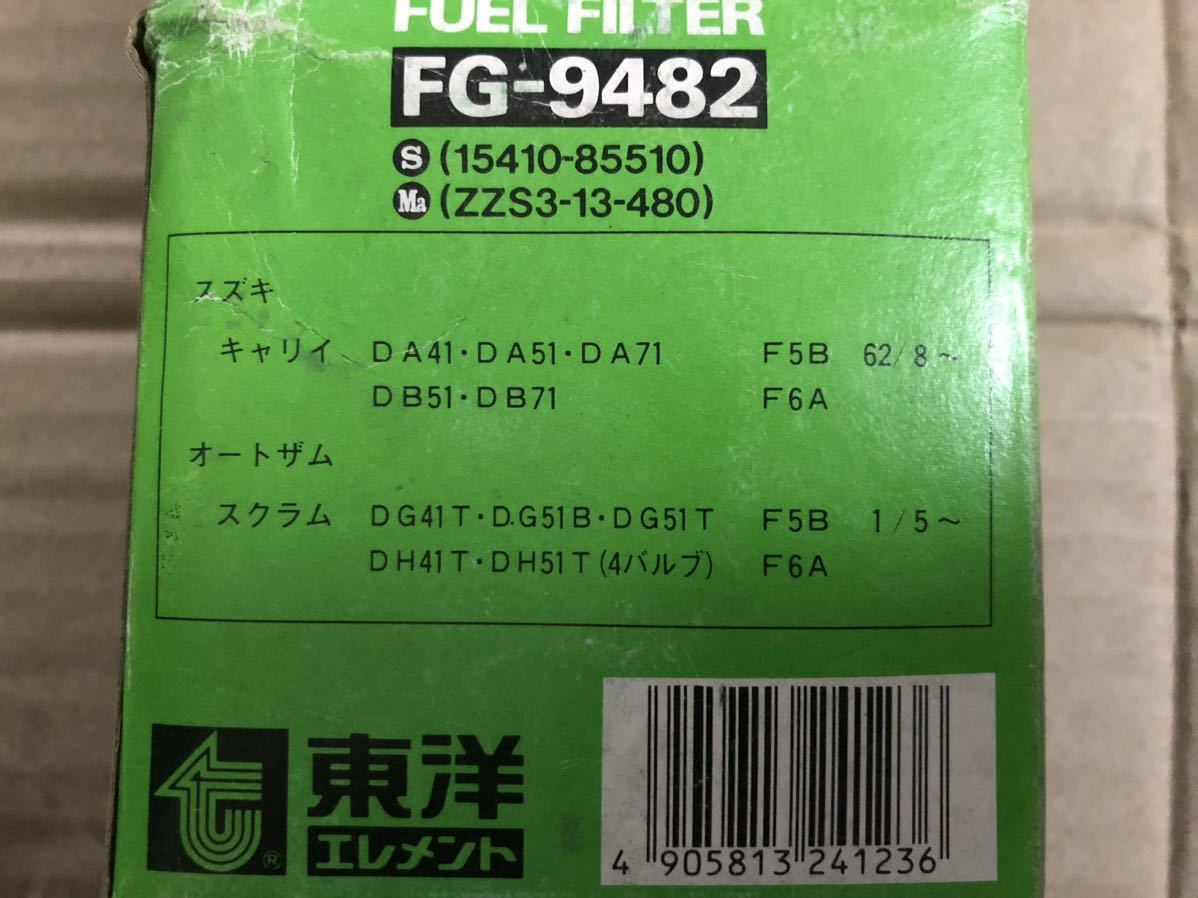 FUEL FILTER
FG-9482
S (15410-85510)
Ma (ZZS3-13-480)
スズキ
キャリイ DA41・DA51・DA71 F5B 62/8〜
DB51・DB71 F6A
オートザム
スクラム DG41T・D.G51B・DG51T F5B 1/5〜
DH41T・DH51T(4バルブ) F6A
東洋
エレメント
®
4 905813 241236